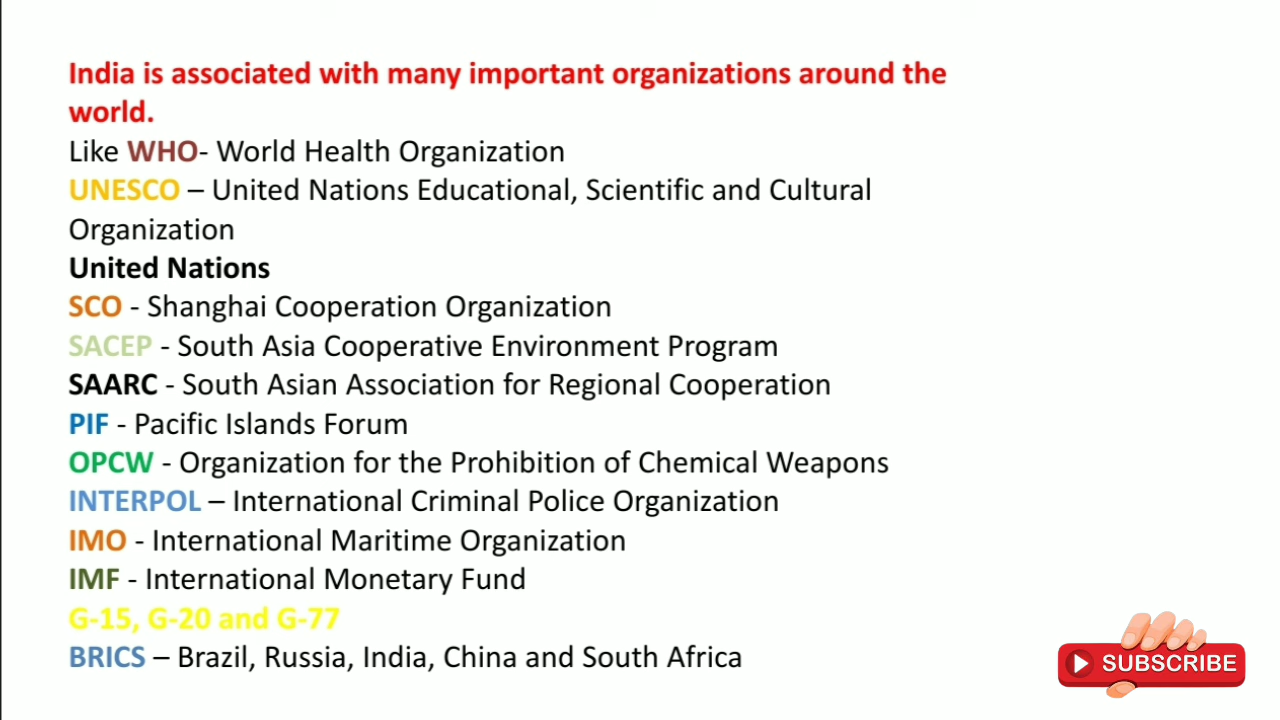 India is associated with many important organizations around the
world.
Like WHO- World Health Organization
UNESCO – United Nations Educational, Scientific and Cultural
Organization
United Nations
SCO - Shanghai Cooperation Organization
SACEP - South Asia Cooperative Environment Program
SAARC - South Asian Association for Regional Cooperation
PIF - Pacific Islands Forum
OPCW - Organization for the Prohibition of Chemical Weapons
INTERPOL – International Criminal Police Organization
IMO - International Maritime Organization
IMF - International Monetary Fund
G-15, G-20 and G-77
BRICS – Brazil, Russia, India, China and South Africa
SUBSCRIBE